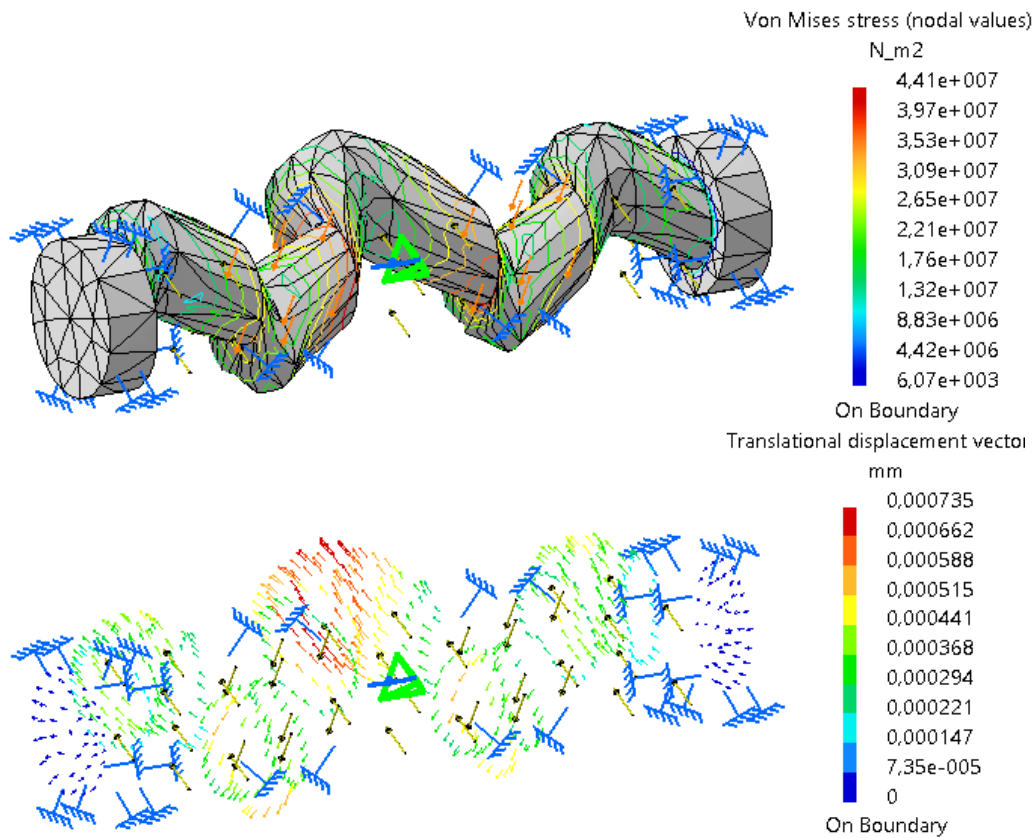 Von Mises stress (nodal values)
N_m2
4,41e+007
3,97e+007
3,53e+007
3,09e+007
2,65e+007
2,21e+007
1,76e+007
1,32e+007
8,83e+006
4,42e+006
6,07e+003
On Boundary
Translational displacement vector
mm
0,000735
0,000662
0,000588
0,000515
0,000441
0,000368
0,000294
0,000221
0,000147
7,35e-005
0
On Boundary